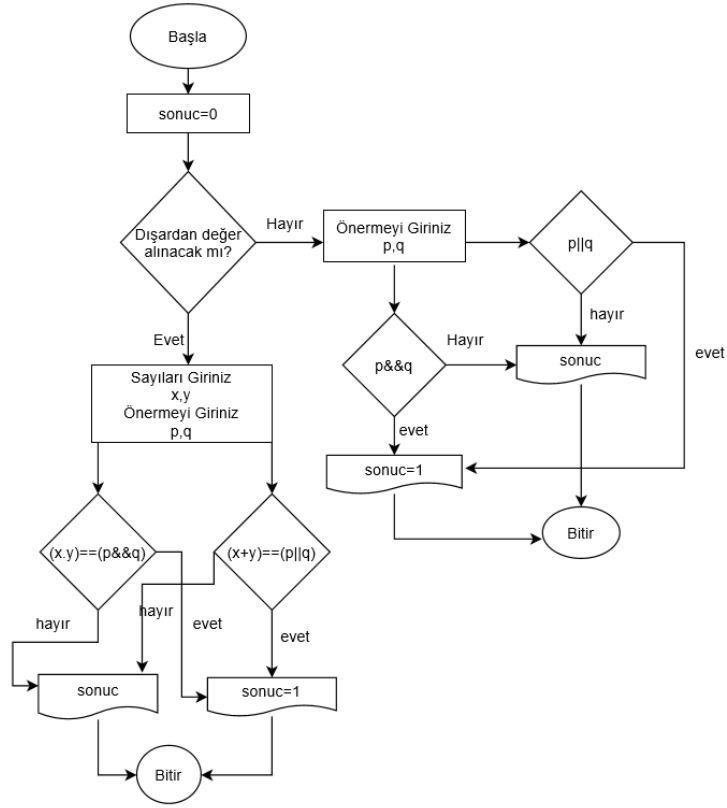 Başla
sonuc=0
Dışardan değer
alınacak mı?
Hayır
Önermeyi Giriniz
p,q
p||q
hayır
evet
p&&q
Hayır
sonuc
evet
sonuc=1
Bitir
Evet
Sayıları Giriniz
x,y
Önermeyi Giriniz
p,q
(x.y)==(p&&q)
(x+y)==(p||q)
hayır
hayır
evet
evet
sonuc
sonuc=1
Bitir